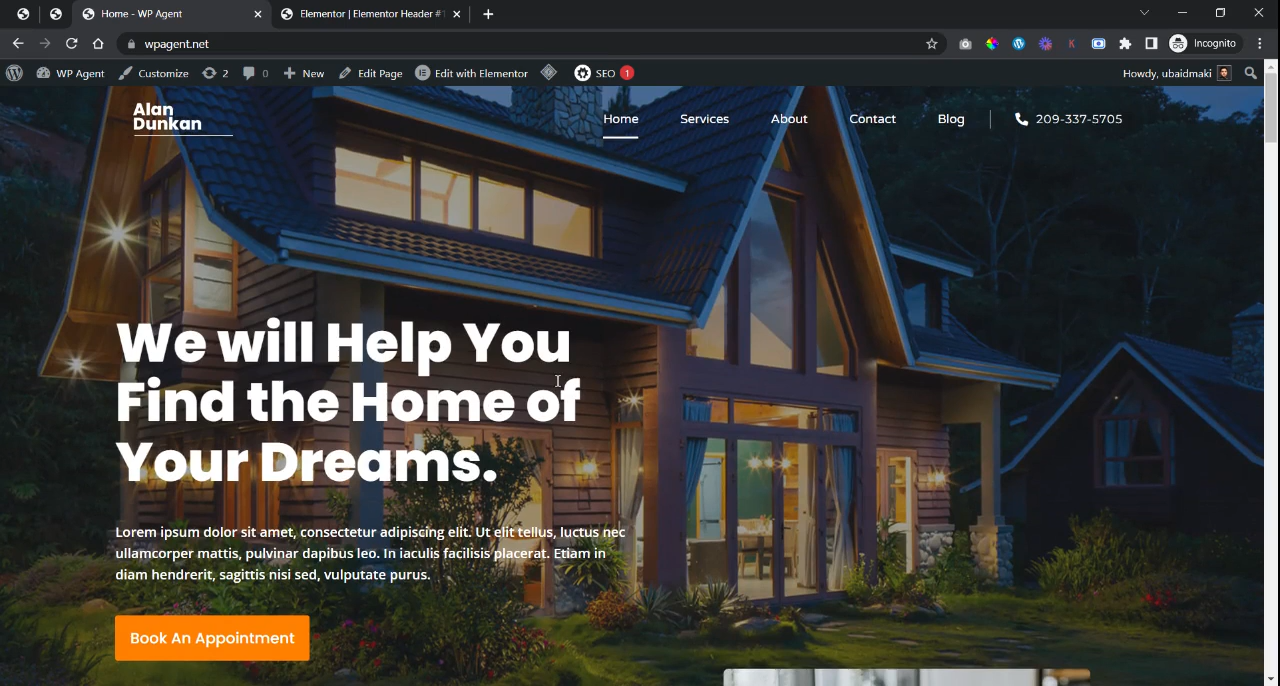 Home - WP Agent
Elementor | Elementor Header #1
wpagent.net
Incognito
WP Agent
Customize
2
0
New
Edit Page
Edit with Elementor
SEO
1
Howdy, ubaidmaki
Alan
Dunkan
Home
Services
About
Contact
Blog
209-337-5705
We will Help You
Find the Home of
Your Dreams.
Lorem ipsum dolor sit amet, consectetur adipiscing elit. Ut elit tellus, luctus nec
ullamcorper mattis, pulvinar dapibus leo. In iaculis facilisis placerat. Etiam in
diam hendrerit, sagittis nisi sed, vulputate purus.
Book An Appointment